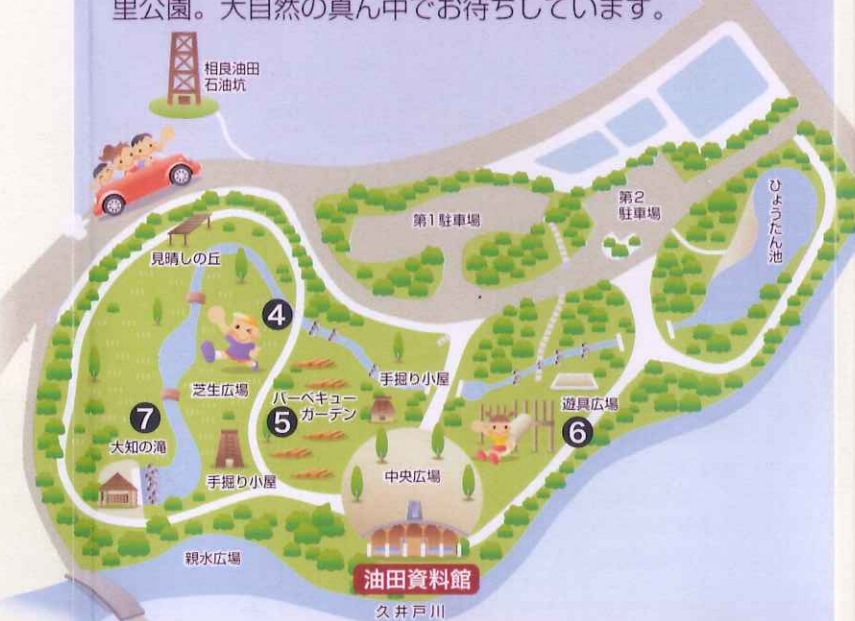 里公園。大自然の真ん中でお待ちしています。
相良油田
石油坑
第1駐車場
第2
駐車場
ひょうたん池
見晴しの丘
4
芝生広場
手掘り小屋
バーベキュー
ガーデン
5
遊具広場
6
7
大知の滝
手掘り小屋
中央広場
親水広場
油田資料館
久井戸川